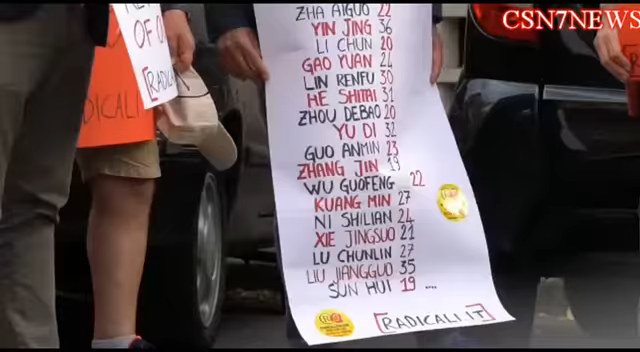 CSN7NEWS
OF
[RADICAL
DICALI
ZHA AIGUO 22
YIN JING 36
LI CHUN 20
GAO YUAN 24
LIN RENFU 30
HE SHITAI 31
ZHOU DEBAO 20
YU DI 32
GUO ANMIN 23
ZHANG JIN 19
WU GUOFENG 22
KUANG MIN 27
NI SHILIAN 24
XIE JINGSUO 21
LU CHUNLIN 27
LIU JIANGGUO 35
SUN HUI 19 ....
[RADICALI.IT]